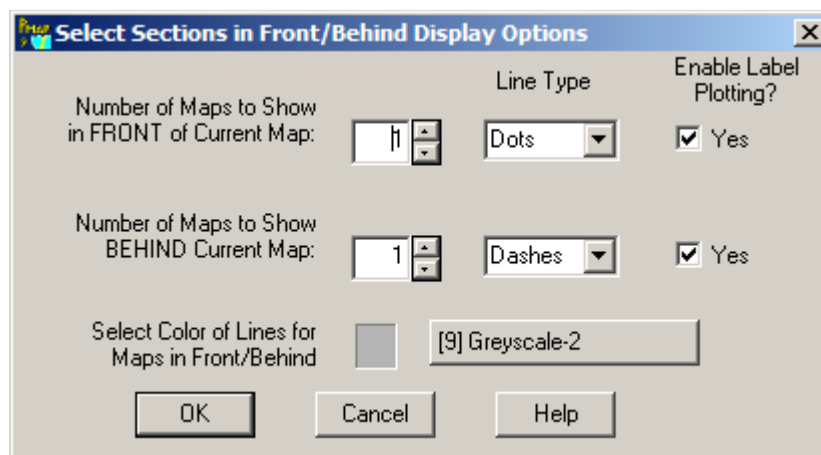 Select Sections in Front/Behind Display Options
Line Type
Enable Label
Plotting?
Number of Maps to Show
in FRONT of Current Map:
1
Dots
Yes
Number of Maps to Show
BEHIND Current Map:
1
Dashes
Yes
Select Color of Lines for
Maps in Front/Behind
[9] Greyscale-2
OK
Cancel
Help